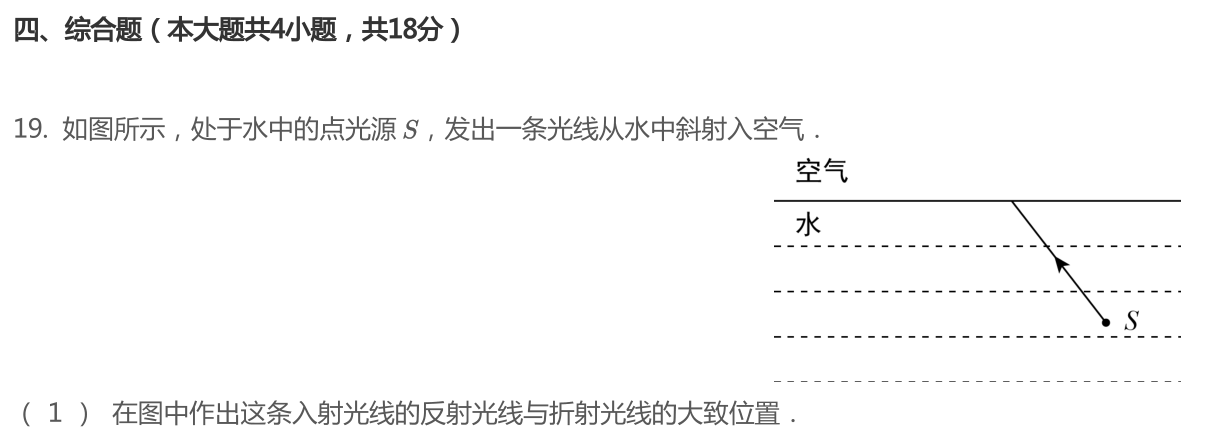 四、综合题（本大题共4小题，共18分）
19. 如图所示，处于水中的点光源 S，发出一条光线从水中斜射入空气．
空气
水
S
（ 1 ） 在图中作出这条入射光线的反射光线与折射光线的大致位置．